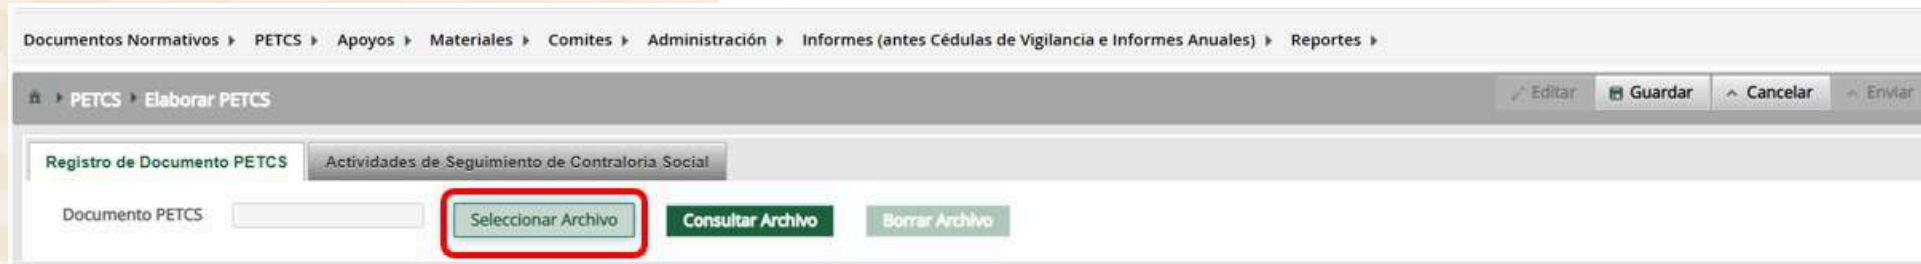 Documentos Normativos PETCS Apoyos Materiales Comites Administración Informes (antes Cédulas de Vigilancia e Informes Anuales) Reportes
PETCS Elaborar PETCS Editar Guardar Cancelar Enviar
Registro de Documento PETCS Actividades de Seguimiento de Contraloria Social
Documento PETCS Seleccionar Archivo Consultar Archivo Borrar Archivo